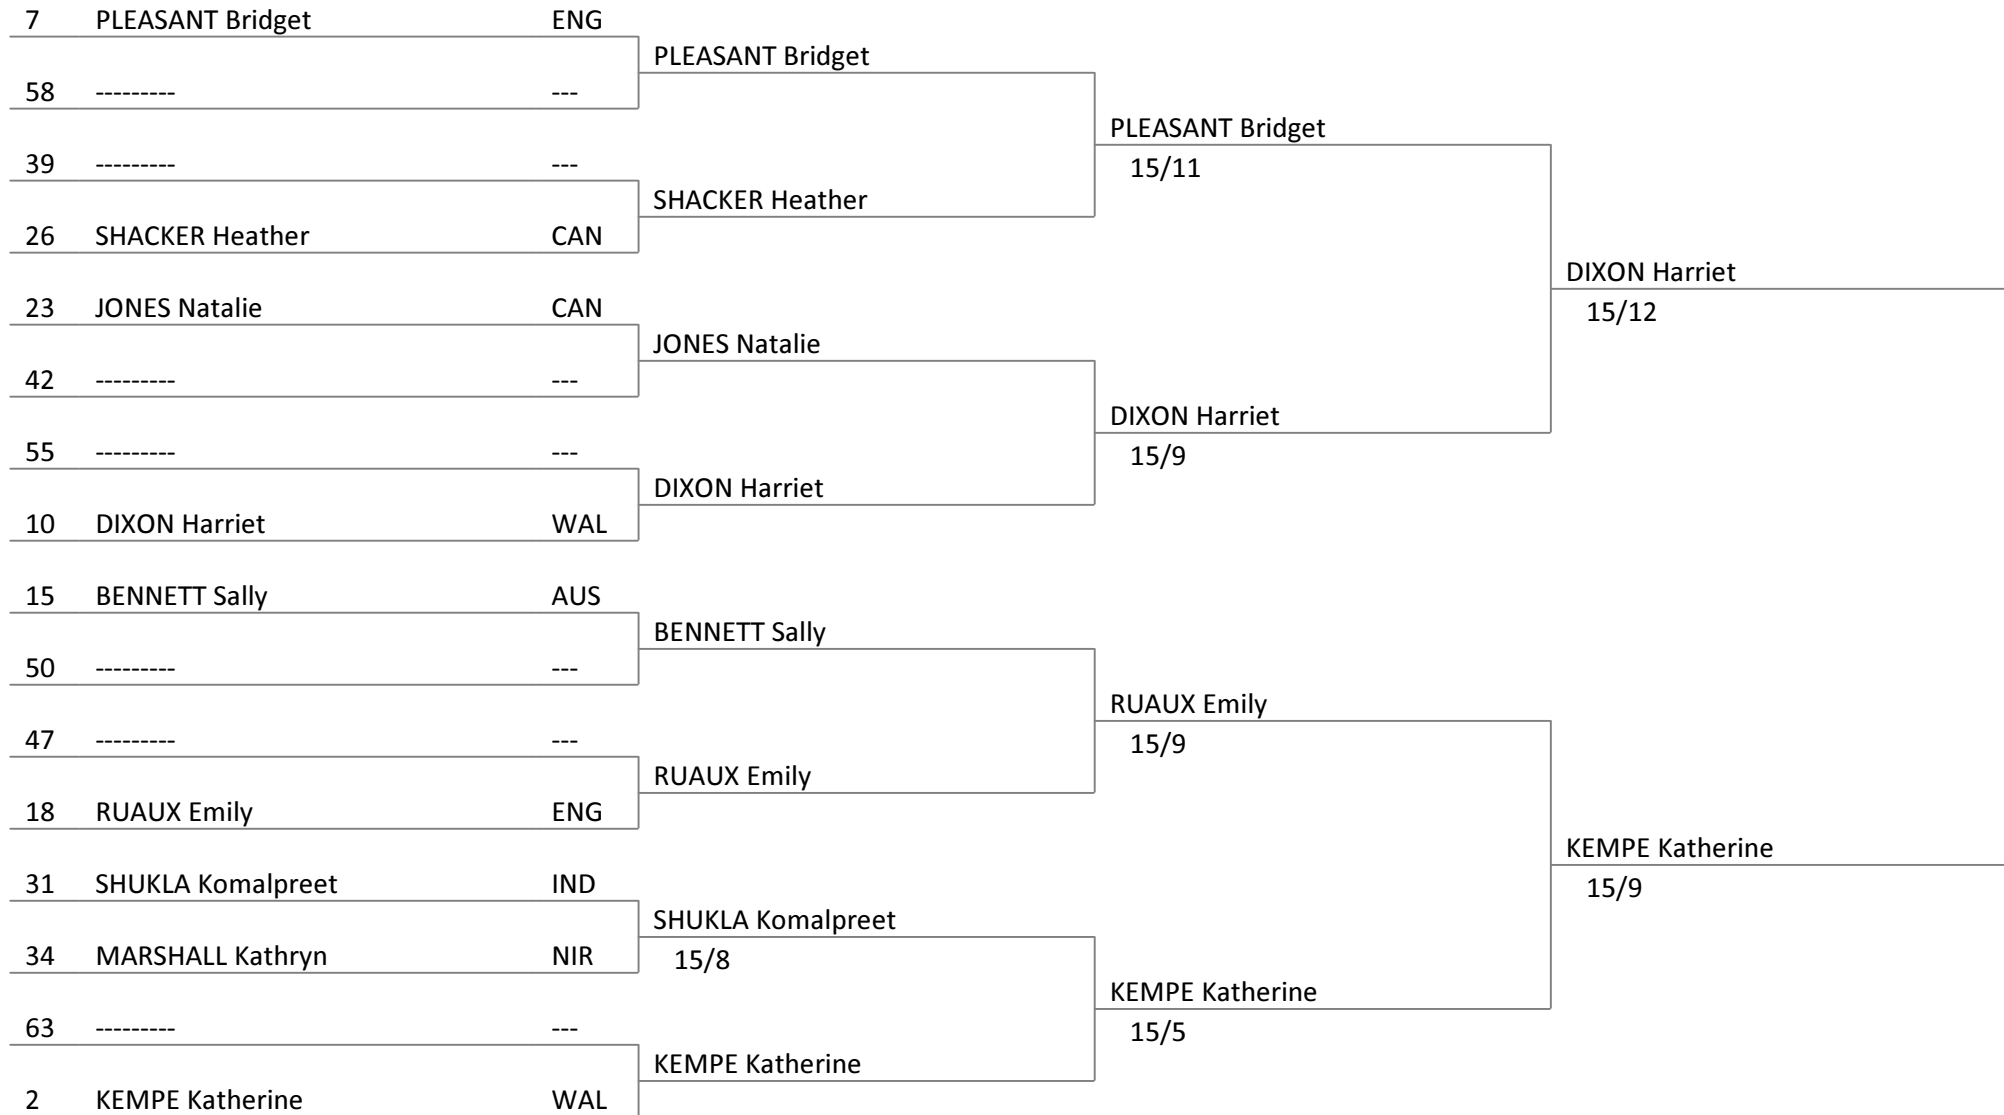 7 PLEASANT Bridget ENG
PLEASANT Bridget
58 --------- ---
PLEASANT Bridget
39 --------- ---
15/11
SHACKER Heather
26 SHACKER Heather CAN
DIXON Harriet
23 JONES Natalie CAN
15/12
JONES Natalie
42 --------- ---
DIXON Harriet
55 --------- ---
15/9
DIXON Harriet
10 DIXON Harriet WAL
15 BENNETT Sally AUS
BENNETT Sally
50 --------- ---
RUAUX Emily
47 --------- ---
15/9
RUAUX Emily
18 RUAUX Emily ENG
KEMPE Katherine
31 SHUKLA Komalpreet IND
15/9
SHUKLA Komalpreet
34 MARSHALL Kathryn NIR
15/8
KEMPE Katherine
63 --------- ---
15/5
KEMPE Katherine
2 KEMPE Katherine WAL